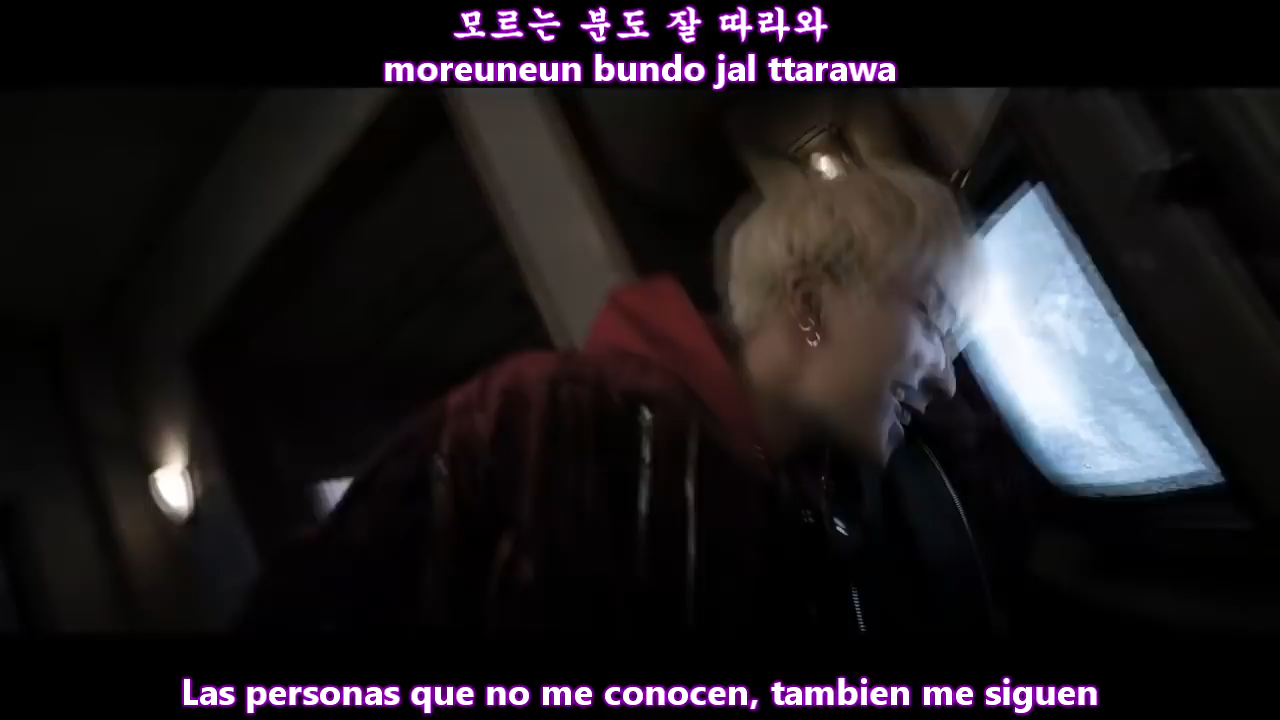 모르는 분도 잘 따라와
moreuneun bundo jal ttarawa
Las personas que no me conocen, tambien me siguen